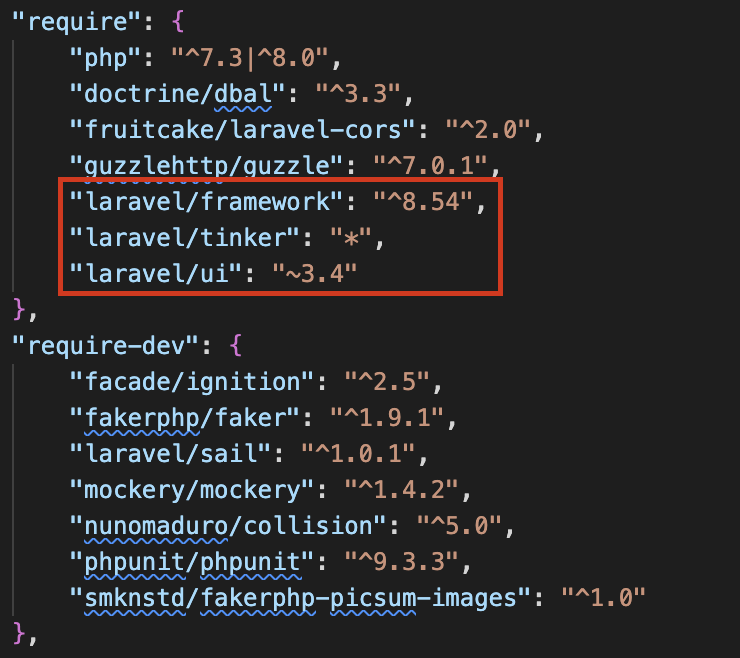 "require": {
"php": "^7.3|^8.0",
"doctrine/dbal": "^3.3",
"fruitcake/laravel-cors": "^2.0",
"guzzlehttp/guzzle": "^7.0.1",
"laravel/framework": "^8.54",
"laravel/tinker": "*",
"laravel/ui": "~3.4"
},
"require-dev": {
"facade/ignition": "^2.5",
"fakerphp/faker": "^1.9.1",
"laravel/sail": "^1.0.1",
"mockery/mockery": "^1.4.2",
"nunomaduro/collision": "^5.0",
"phpunit/phpunit": "^9.3.3",
"smknstd/fakerphp-picsum-images": "^1.0"
},